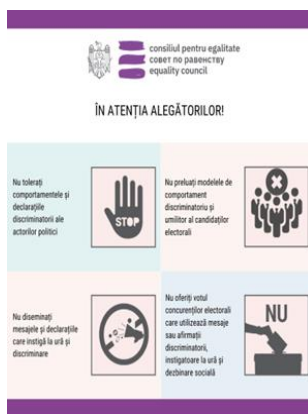 consiliul pentru egalitate
совет по равенству
equality council
ÎN ATENȚIA ALEGĂTORILOR!
Nu tolerați
comportamentele și
declarațiile
discriminatorii ale
actorilor politici
STOP
Nu preluați modelele de
comportament
discriminatoriu și
umilitor al candidaților
electorali
Nu diseminați
mesajele și declarațiile
care instigă la ură și
discriminare
Nu oferiți votul
concurenților electorali
care utilizează mesaje
sau afirmații
discriminatorii,
instigatoare la ură și
dezbinare socială
NU